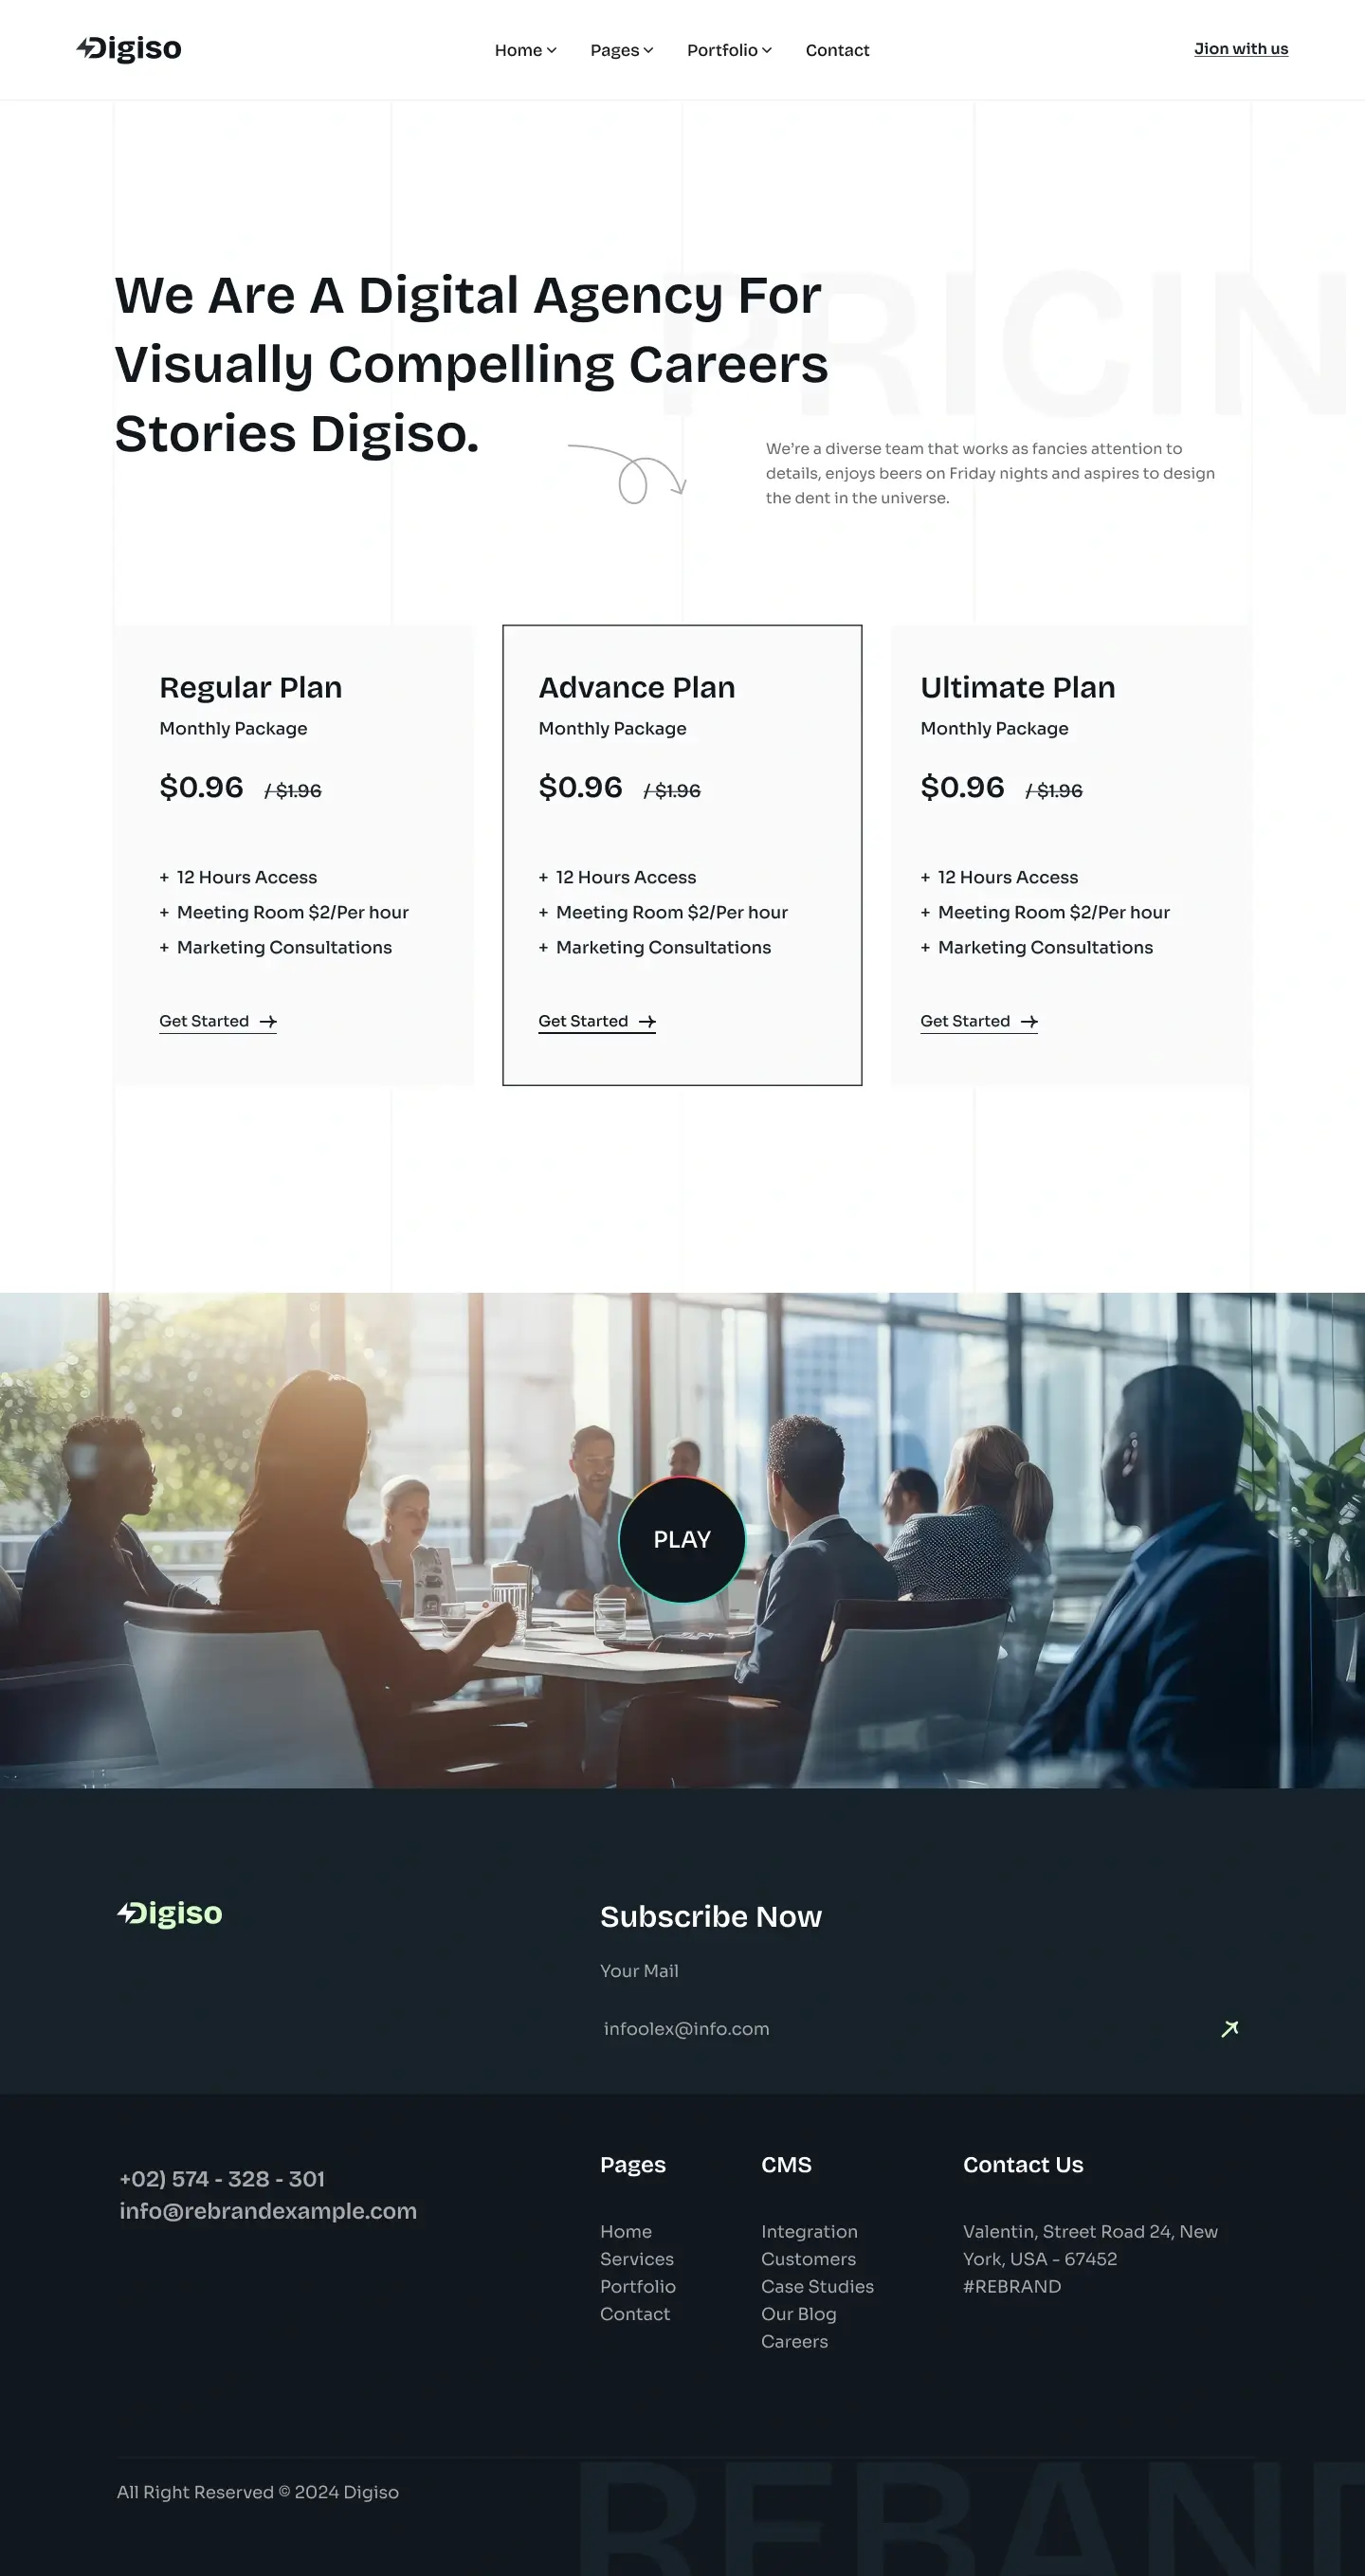 Digiso
Home
Pages
Portfolio
Contact
Jion with us
PRICIN
We Are A Digital Agency For
Visually Compelling Careers
Stories Digiso.
We're a diverse team that works as fancies attention to
details, enjoys beers on Friday nights and aspires to design
the dent in the universe.
Regular Plan
Monthly Package
$0.96 / $1.96
+ 12 Hours Access
+ Meeting Room $2/Per hour
+ Marketing Consultations
Get Started
Advance Plan
Monthly Package
$0.96 / $1.96
+ 12 Hours Access
+ Meeting Room $2/Per hour
+ Marketing Consultations
Get Started
Ultimate Plan
Monthly Package
$0.96 / $1.96
+ 12 Hours Access
+ Meeting Room $2/Per hour
+ Marketing Consultations
Get Started
PLAY
Digiso
Subscribe Now
Your Mail
infoolex@info.com
+02) 574 - 328 - 301
info@rebrandexample.com
Pages
Home
Services
Portfolio
Contact
CMS
Integration
Customers
Case Studies
Our Blog
Careers
Contact Us
Valentin, Street Road 24, New
York, USA - 67452
#REBRAND
All Right Reserved © 2024 Digiso
REBAND